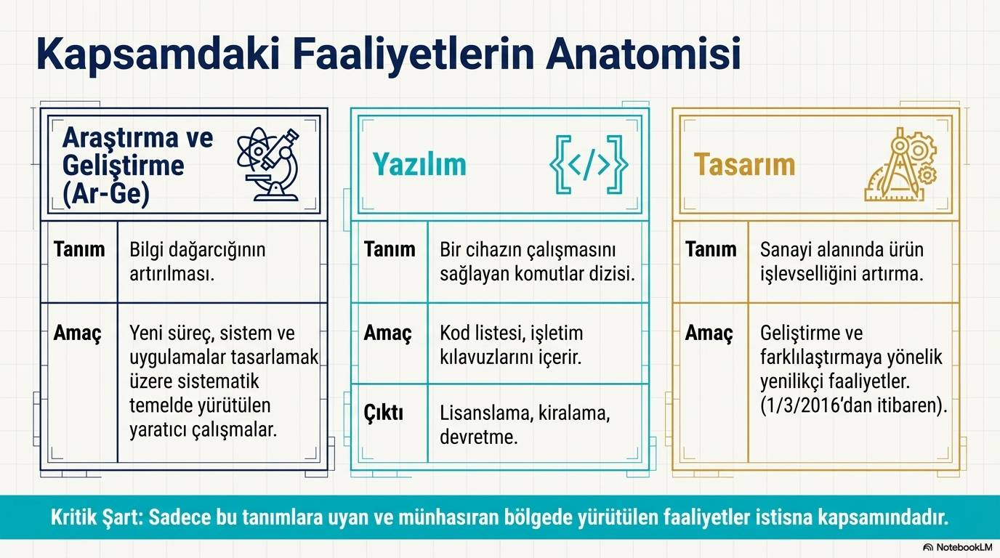 Kapsamdaki Faaliyetlerin Anatomisi
Araştırma ve
Geliştirme
(Ar-Ge)
Tanım
Bilgi dağarcığının
artırılması.
Amaç
Yeni süreç, sistem ve
uygulamalar tasarlamak
üzere sistematik
temelde yürütülen
yaratıcı çalışmalar.
Yazılım
{</>}
Tanım
Bir cihazın çalışmasını
sağlayan komutlar dizisi.
Amaç
Kod listesi, işletim
kılavuzlarını içerir.
Çıktı
Lisanslama, kiralama,
devretme.
Tasarım
Tanım
Sanayi alanında ürün
işlevselliğini artırma.
Amaç
Geliştirme ve
farklılaştırmaya yönelik
yenilikçi faaliyetler.
(1/3/2016'dan itibaren).
Kritik Şart: Sadece bu tanımlara uyan ve münhasıran bölgede yürütülen faaliyetler istisna kapsamındadır.
NotebookLM